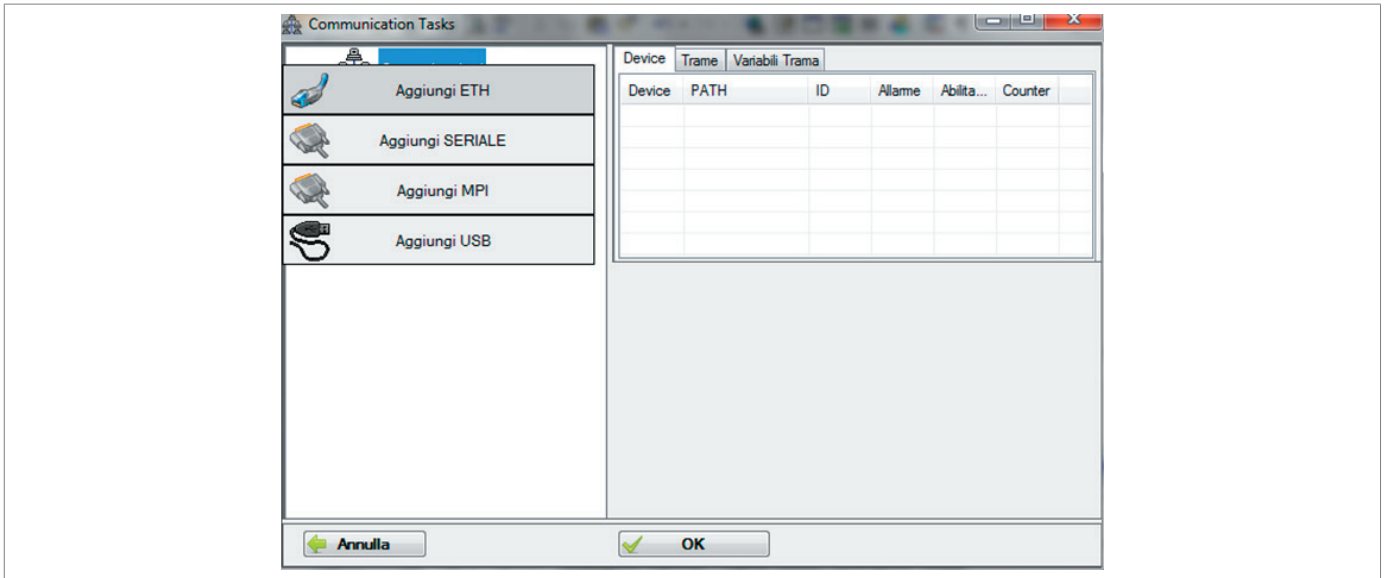 Communication Tasks
Aggiungi ETH
Aggiungi SERIALE
Aggiungi MPI
Aggiungi USB
Device Trame Variabili Trama
Device PATH ID Allarme Abilita... Counter
Annulla OK